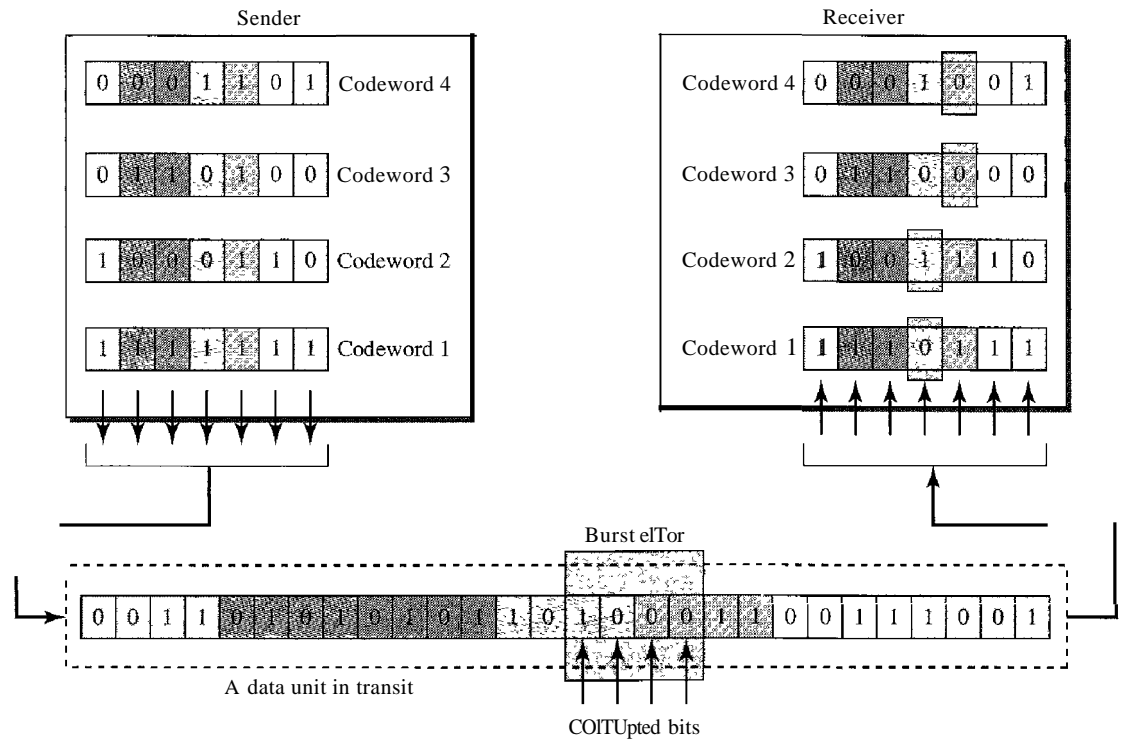 Sender
0 0 0 1 1 0 1 Codeword 4
0 1 1 0 1 0 0 Codeword 3
1 0 0 0 1 1 0 Codeword 2
1 1 1 1 1 1 1 Codeword 1
Receiver
Codeword 4 0 0 0 1 0 0 1
Codeword 3 0 1 1 0 0 0 0
Codeword 2 1 0 0 1 1 1 0
Codeword 1 1 1 1 0 1 1 1
Burst elTor
0 0 1 1 0 1 0 1 0 1 0 1 1 0 1 0 0 0 1 1 0 0 1 1 1 0 0 1
A data unit in transit
COlTUpted bits